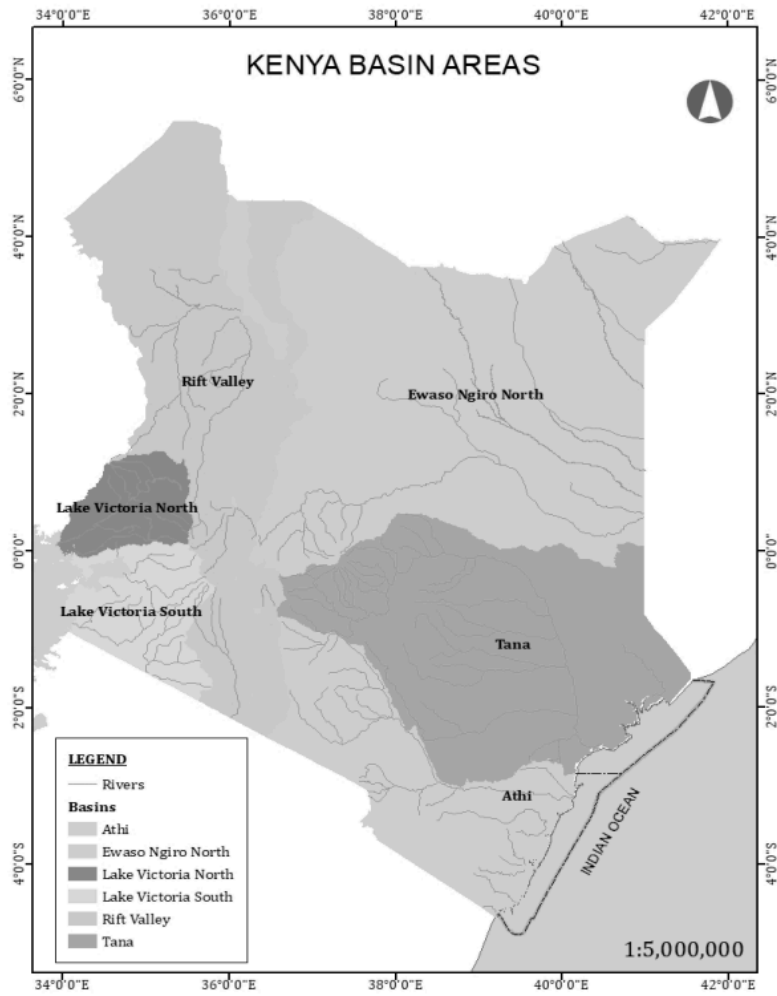 34°0'0"E 36°0'0"E 38°0'0"E 40°0'0"E 42°0'0"E
KENYA BASIN AREAS
6°0'0"N 6°0'0"N
4°0'0"N 4°0'0"N
Rift Valley
2°0'0"N 2°0'0"N
Ewaso Ngiro North
Lake Victoria North
0°0'0" 0°0'0"
Lake Victoria South
Tana
2°0'0"S 2°0'0"S
LEGEND
Rivers
Basins
Athi
Ewaso Ngiro North
Lake Victoria North
Lake Victoria South
Rift Valley
Tana
Athi
INDIAN OCEAN
4°0'0"S 4°0'0"S
1:5,000,000
34°0'0"E 36°0'0"E 38°0'0"E 40°0'0"E 42°0'0"E